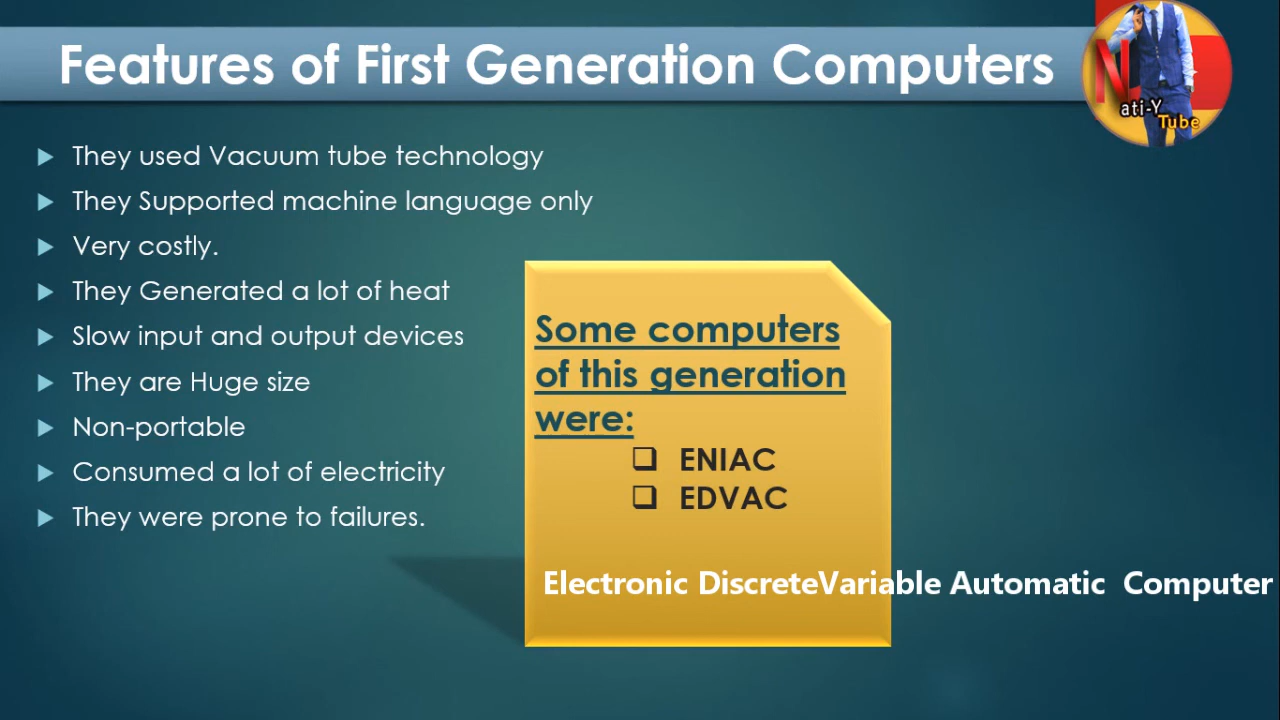 Features of First Generation Computers
N
ati-Y
Tube
They used Vacuum tube technology
They Supported machine language only
Very costly.
They Generated a lot of heat
Slow input and output devices
They are Huge size
Non-portable
Consumed a lot of electricity
They were prone to failures.
Some computers
of this generation
were:
ENIAC
EDVAC
Electronic DiscreteVariable Automatic Computer